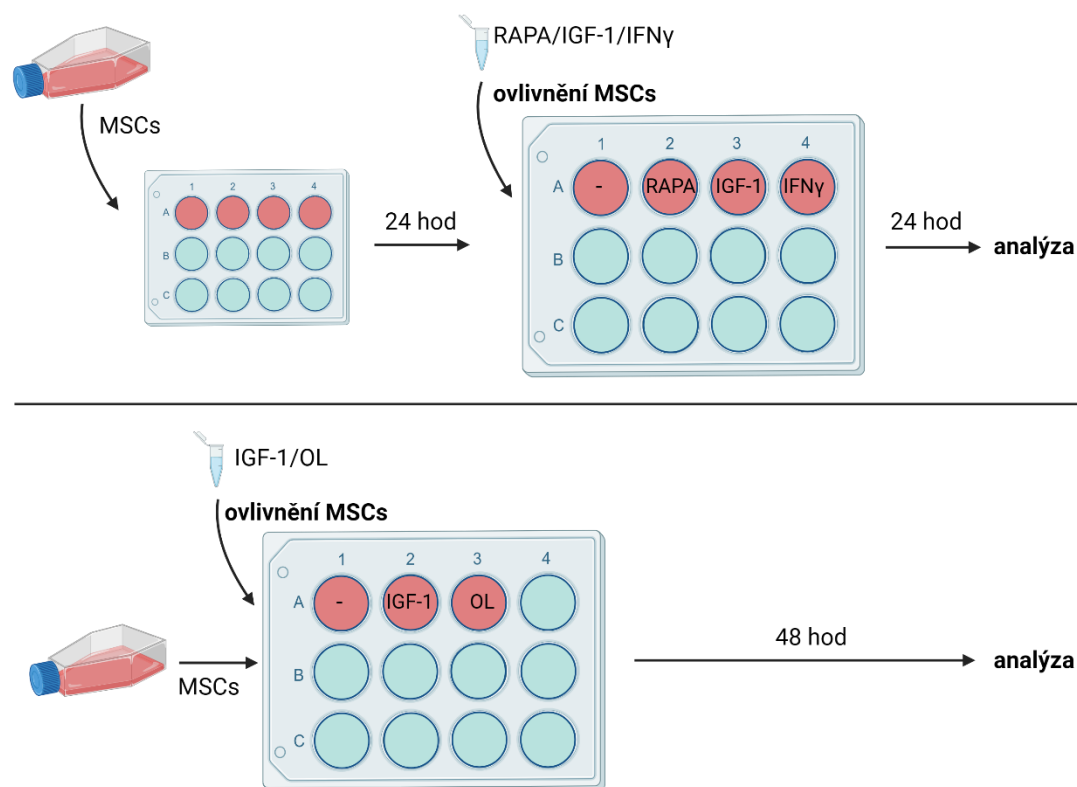 RAPA/IGF-1/IFNγ
MSCs
ovlivnění MSCs
1 2 3 4
A
B
C
24 hod
1 2 3 4
A - RAPA IGF-1 IFNγ
B
C
24 hod
analýza
IGF-1/OL
ovlivnění MSCs
MSCs
1 2 3 4
A - IGF-1 OL
B
C
48 hod
analýza